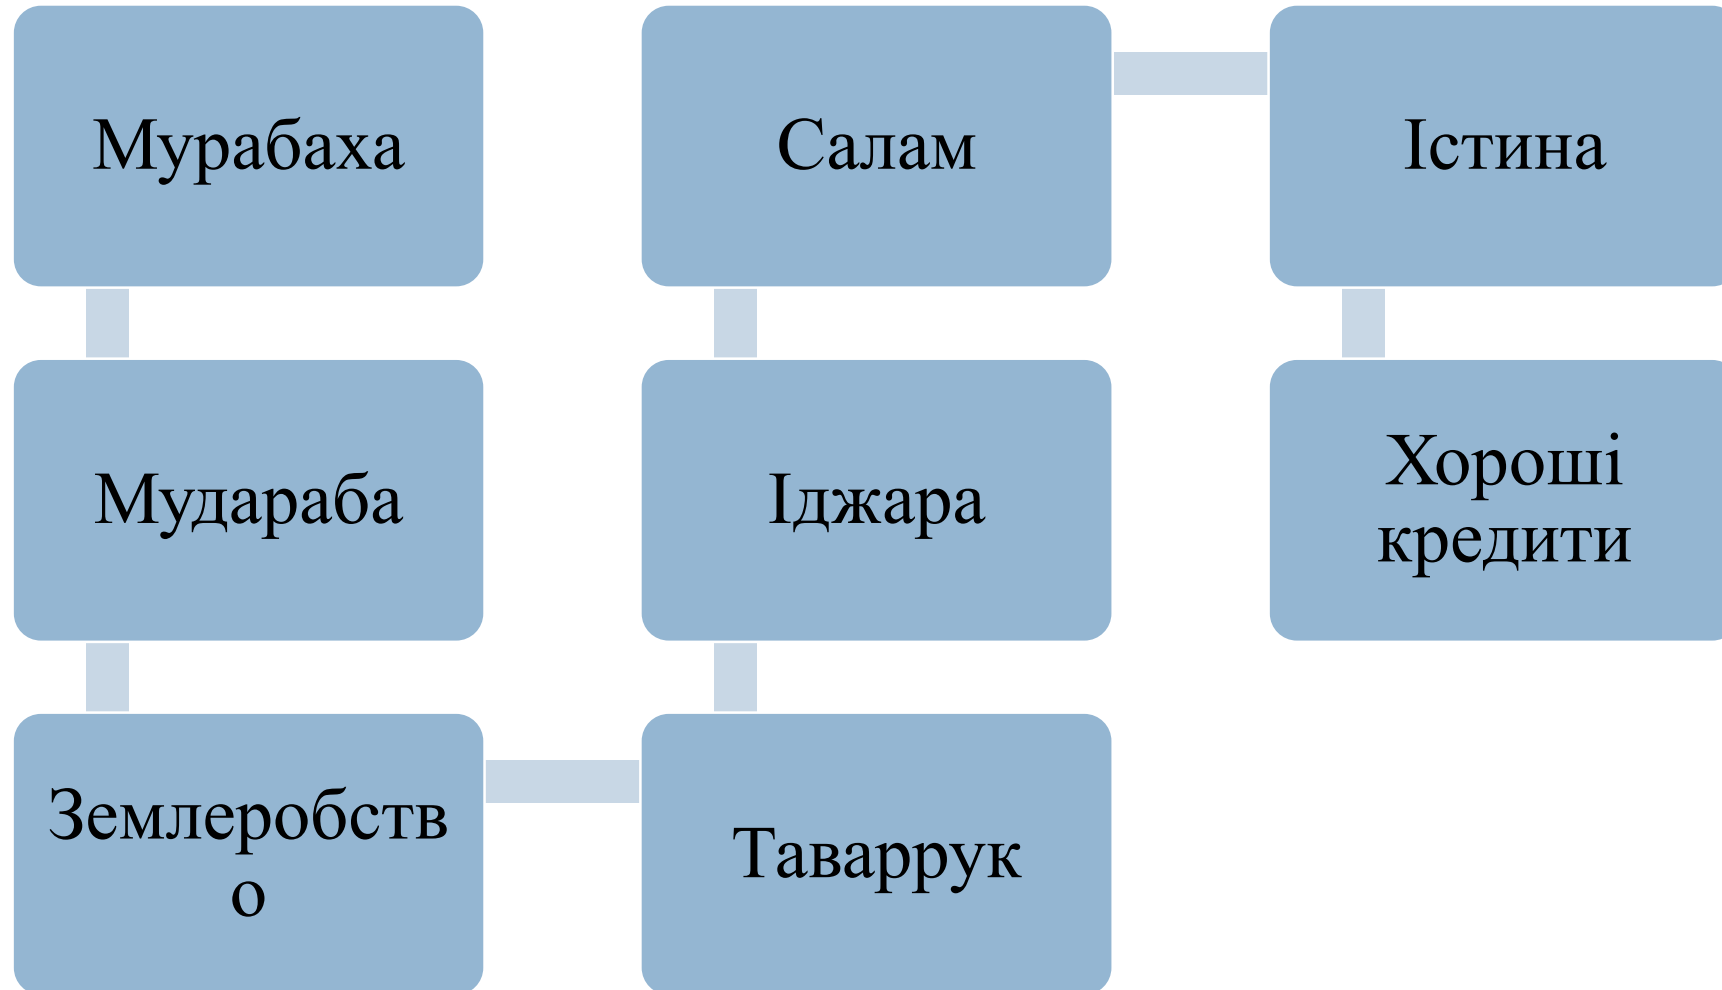 Мурабаха
Мудараба
Землеробств
о
Таваррук
Іджара
Салам
Істина
Хороші
кредити